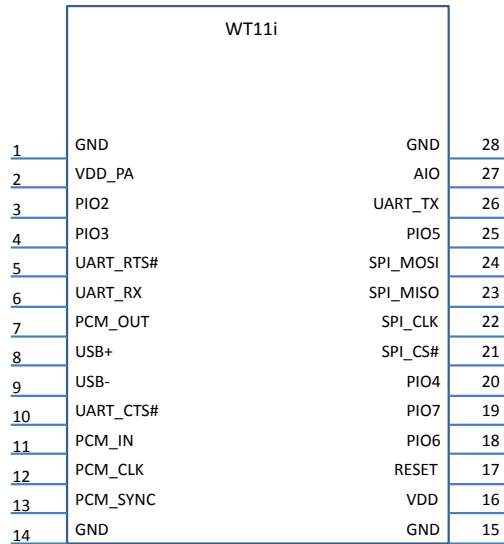 WT11i
1 GND GND 28
2 VDD_PA AIO 27
3 PIO2 UART_TX 26
4 PIO3 PIO5 25
5 UART_RTS# SPI_MOSI 24
6 UART_RX SPI_MISO 23
7 PCM_OUT SPI_CLK 22
8 USB+ SPI_CS# 21
9 USB- PIO4 20
10 UART_CTS# PIO7 19
11 PCM_IN PIO6 18
12 PCM_CLK RESET 17
13 PCM_SYNC VDD 16
14 GND GND 15